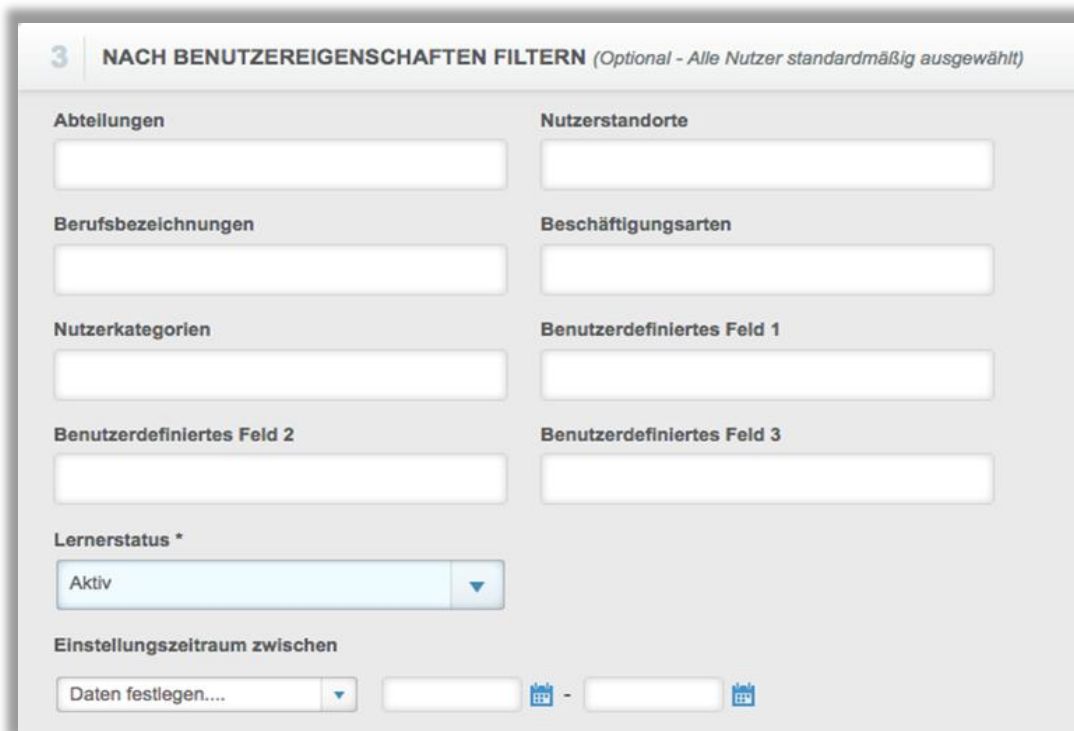 3 NACH BENUTZEREIGENSCHAFTEN FILTERN (Optional - Alle Nutzer standardmäßig ausgewählt)
Abteilungen Nutzerstandorte
Berufsbezeichnungen Beschäftigungsarten
Nutzerkategorien Benutzerdefiniertes Feld 1
Benutzerdefiniertes Feld 2 Benutzerdefiniertes Feld 3
Lernerstatus *
Aktiv
Einstellungszeitraum zwischen
Daten festlegen.... -